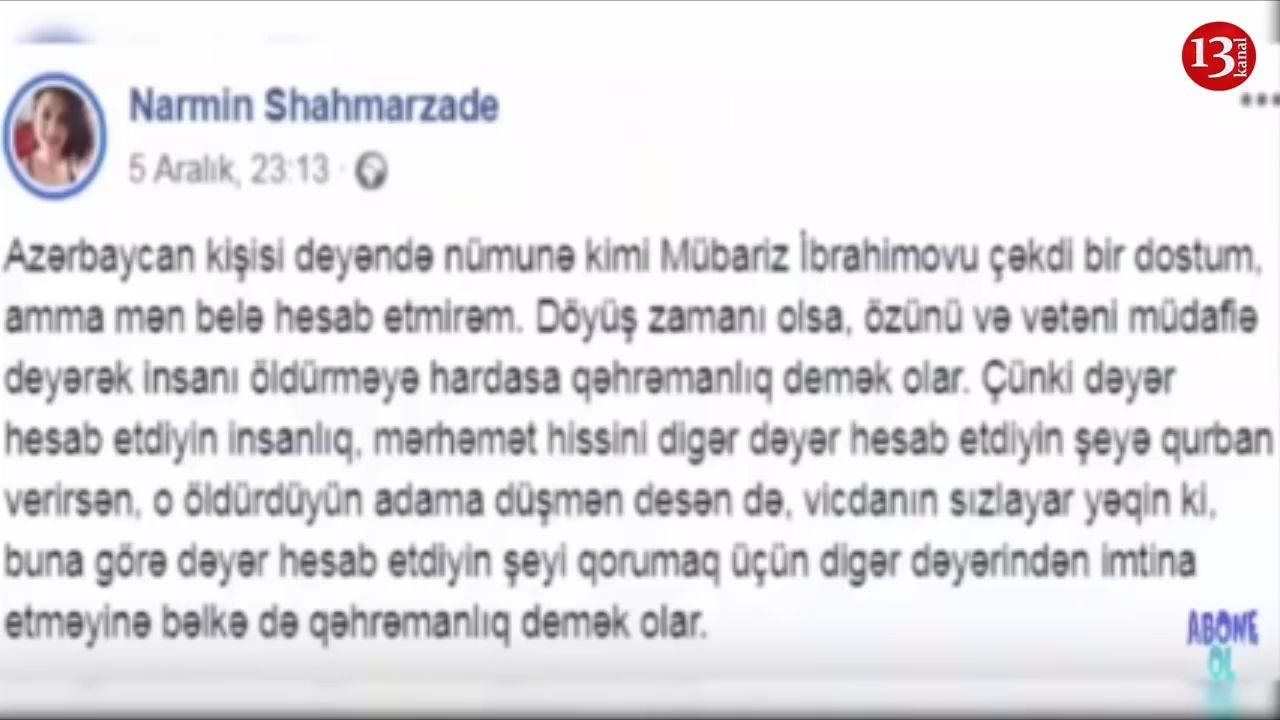 13 kanal
Narmin Shahmarzade
5 Aralık, 23:13
Azərbaycan kişisi deyəndə nümunə kimi Mübariz İbrahimovu çəkdi bir dostum,
amma mən belə hesab etmirəm. Döyüş zamanı olsa, özünü və vətəni müdafiə
deyərək insanı öldürməyə hardasa qəhrəmanlıq demək olar. Çünki dəyər
hesab etdiyin insanlıq, mərhəmət hissini digər dəyər hesab etdiyin şeyə qurban
verirsən, o öldürdüyün adama düşmən desən də, vicdanın sızlayar yəqin ki,
buna görə dəyər hesab etdiyin şeyi qorumaq üçün digər dəyərindən imtina
etməyinə bəlkə də qəhrəmanlıq demək olar.
ABONE
OL